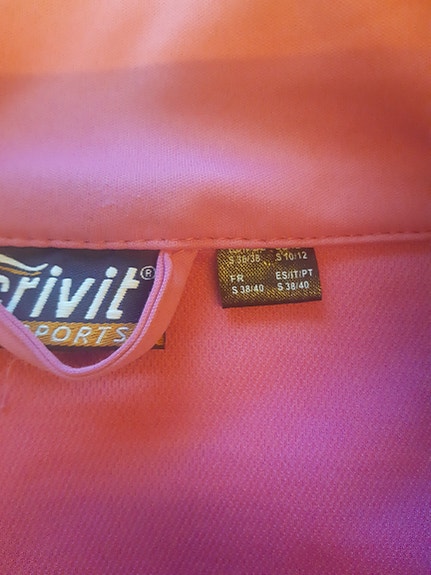 crivit®
SPORTS
S 36/38 S 10/12
FR ES/IT/PT
S 38/40 S 38/40